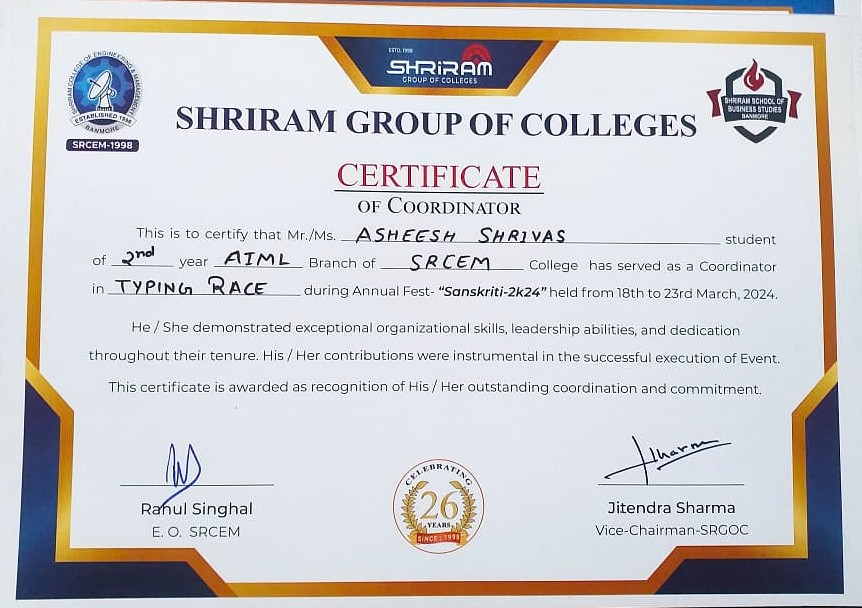 ESTD. 1998
SHRIRAM
GROUP OF COLLEGES
SHRIRAM COLLEGE OF ENGINEERING & MANAGEMENT
ESTABLISHED 1998
BANMORE
SRCEM-1998
SHRIRAM SCHOOL OF
BUSINESS STUDIES
BANMORE
SHRIRAM GROUP OF COLLEGES
CERTIFICATE
OF COORDINATOR
This is to certify that Mr./Ms. ASHEESH SHRIVAS student
of 2nd year AIML Branch of SRCEM College has served as a Coordinator
in TYPING RACE during Annual Fest- “Sanskriti-2k24” held from 18th to 23rd March, 2024.
He / She demonstrated exceptional organizational skills, leadership abilities, and dedication
throughout their tenure. His / Her contributions were instrumental in the successful execution of Event.
This certificate is awarded as recognition of His / Her outstanding coordination and commitment.
Rahul Singhal
E. O. SRCEM
CELEBRATING
26
YEARS
SINCE : 1998
JSharma
Jitendra Sharma
Vice-Chairman-SRGOC